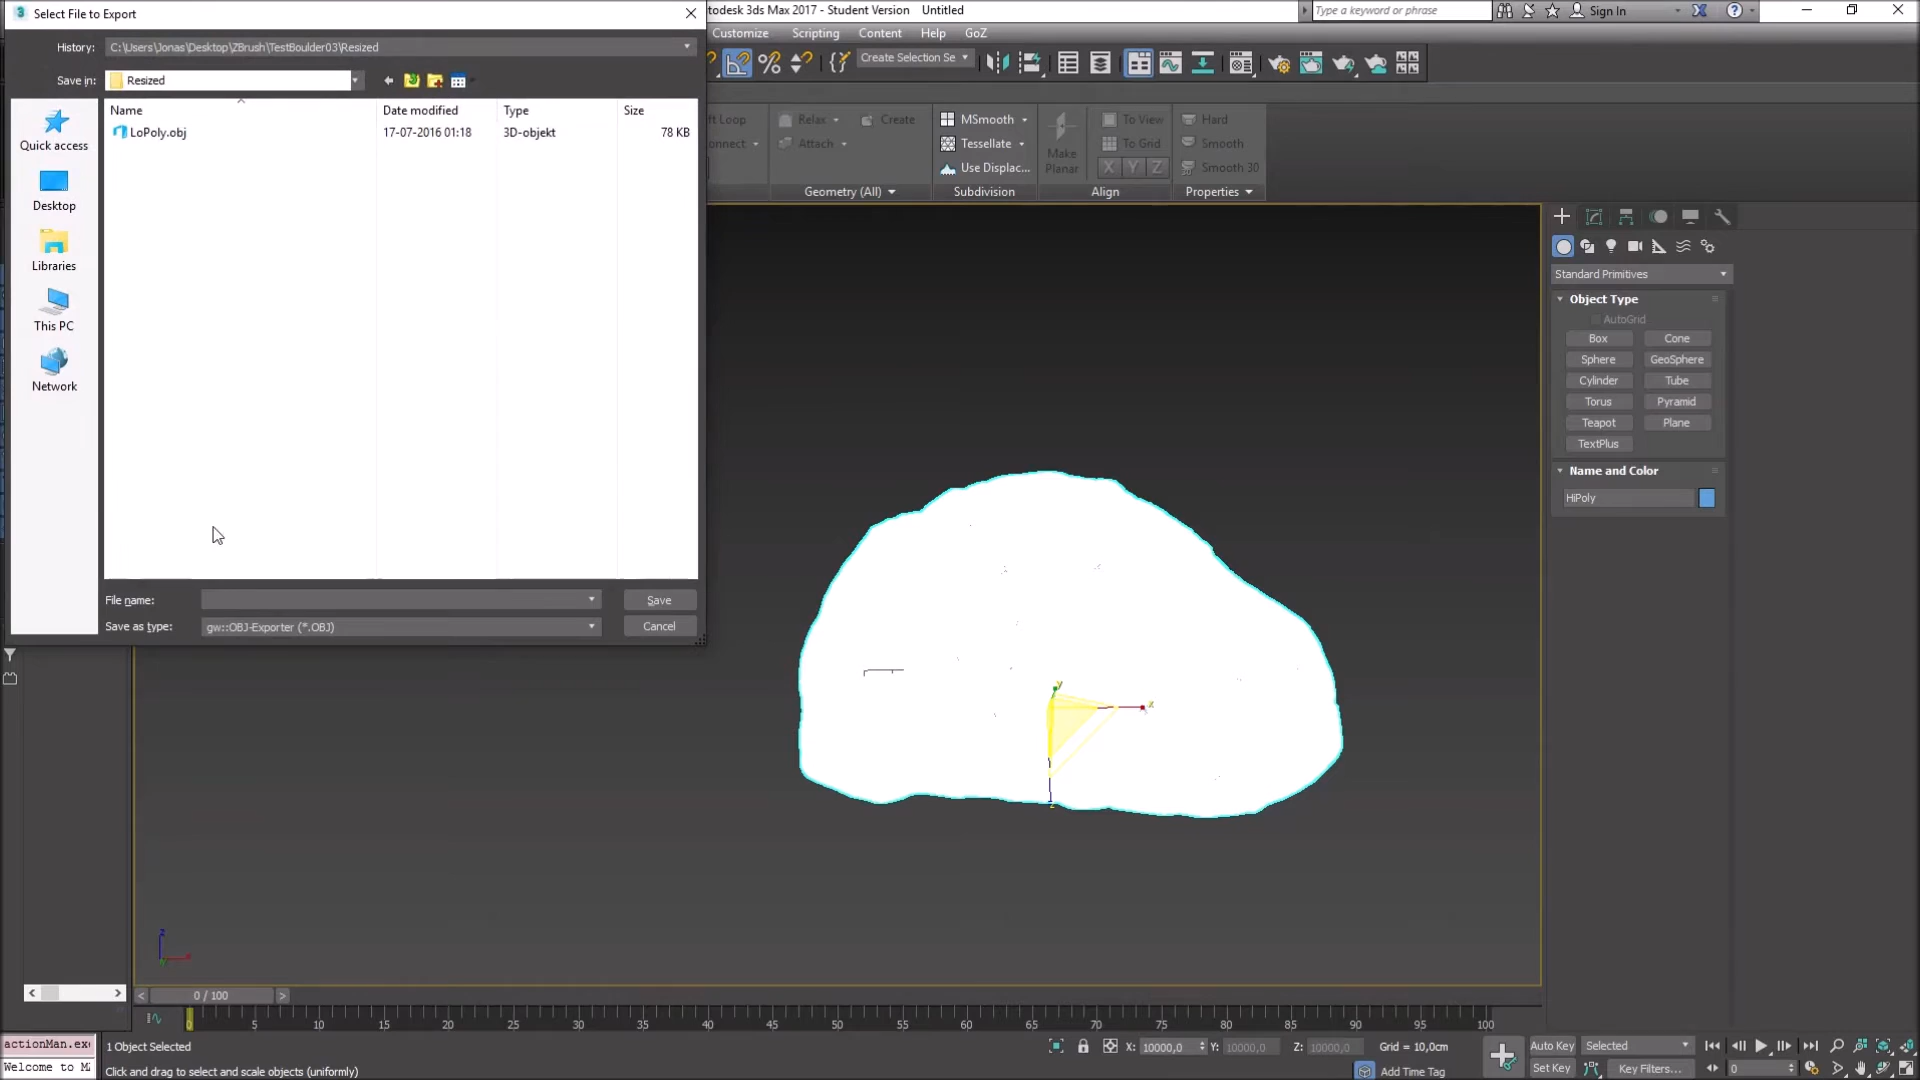 Select File to Export
Autodesk 3ds Max 2017 - Student Version Untitled
Type a keyword or phrase
Sign In
History: C:\Users\Jonas\Desktop\ZBrush\TestBoulder03\Resized
Customize Scripting Content Help GoZ
Save in: Resized
Create Selection Se
Name Date modified Type Size
LoPoly.obj 17-07-2016 01:18 3D-objekt 78 KB
Quick access
Desktop
Libraries
This PC
Network
Loop Relax Create MSmooth To View Hard
Attach Tessellate Make Planar To Grid Smooth
Use Displac... X Y Z Smooth 30
Geometry (All) Subdivision Align Properties
Standard Primitives
Object Type
AutoGrid
Box Cone
Sphere GeoSphere
Cylinder Tube
Torus Pyramid
Teapot Plane
TextPlus
Name and Color
HiPoly
File name: Save
Save as type: gw::OBJ-Exporter (*.OBJ) Cancel
y
x
z
z
0 / 100
0 5 10 15 20 25 30 35 40 45 50 55 60 65 70 75 80 85 90 95 100
actionMan.exe
1 Object Selected
X: 10000,0 Y: 10000,0 Z: 10000,0 Grid = 10,0cm
Auto Key Selected
Welcome to M
Click and drag to select and scale objects (uniformly)
Add Time Tag
Set Key Key Filters... 0